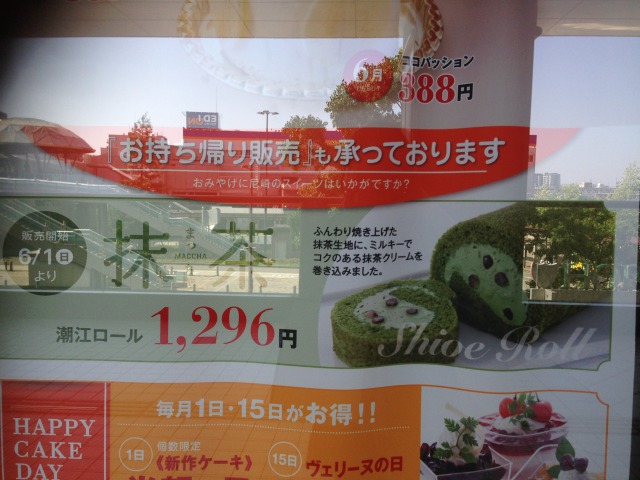 6月
ココパッション
388円
『お持ち帰り販売』も承っております
おみやげに尼崎のスイーツはいかがですか?
販売開始
6/1(日)
より
抹茶
まっちゃ
MACCHA
ふんわり焼き上げた
抹茶生地に、ミルキーで
コクのある抹茶クリームを
巻き込みました。
潮江ロール 1,296円
Shioe Roll
毎月1日・15日がお得!!
HAPPY
CAKE
DAY
1日
個数限定
《新作ケーキ》
15日
ヴェリーヌの日